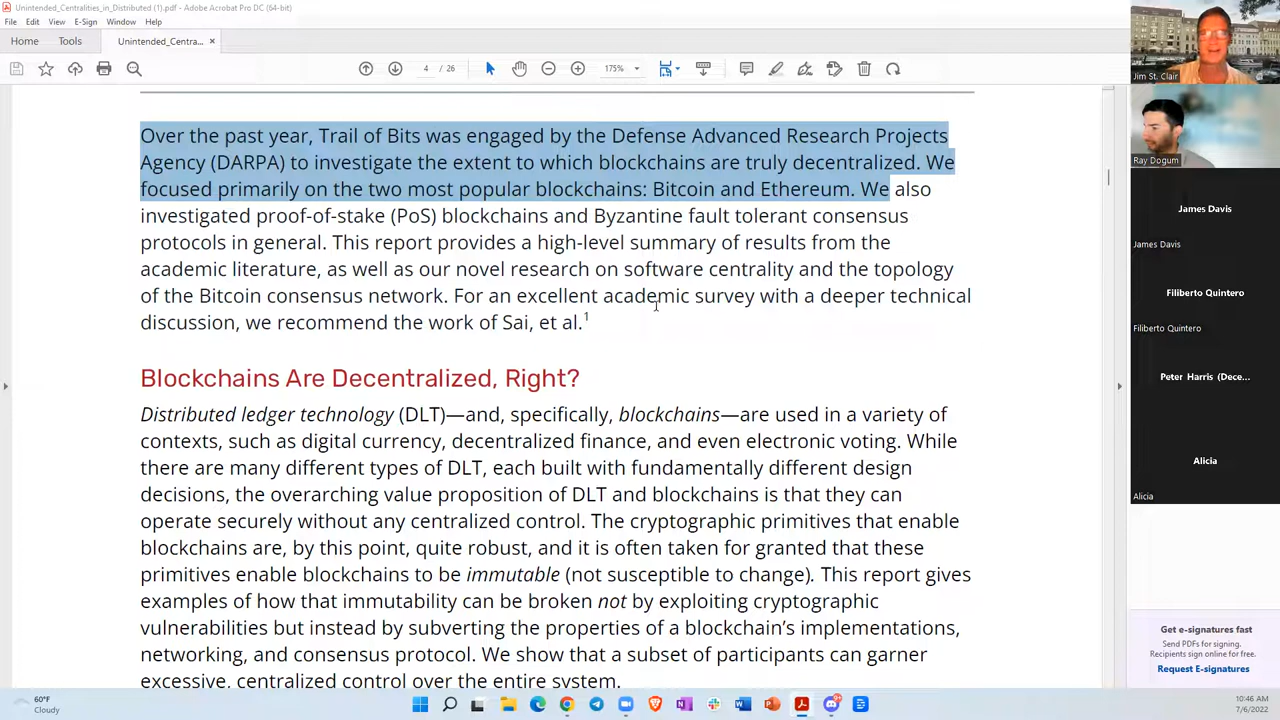 Unintended_Centralities_in_Distributed (1).pdf - Adobe Acrobat Pro DC (64-bit)
File Edit View E-Sign Window Help
Home Tools Unintended_Centra... ×
4 / 26 175%
Over the past year, Trail of Bits was engaged by the Defense Advanced Research Projects
Agency (DARPA) to investigate the extent to which blockchains are truly decentralized. We
focused primarily on the two most popular blockchains: Bitcoin and Ethereum. We also
investigated proof-of-stake (PoS) blockchains and Byzantine fault tolerant consensus
protocols in general. This report provides a high-level summary of results from the
academic literature, as well as our novel research on software centrality and the topology
of the Bitcoin consensus network. For an excellent academic survey with a deeper technical
discussion, we recommend the work of Sai, et al.1
Blockchains Are Decentralized, Right?
Distributed ledger technology (DLT)—and, specifically, blockchains—are used in a variety of
contexts, such as digital currency, decentralized finance, and even electronic voting. While
there are many different types of DLT, each built with fundamentally different design
decisions, the overarching value proposition of DLT and blockchains is that they can
operate securely without any centralized control. The cryptographic primitives that enable
blockchains are, by this point, quite robust, and it is often taken for granted that these
primitives enable blockchains to be immutable (not susceptible to change). This report gives
examples of how that immutability can be broken not by exploiting cryptographic
vulnerabilities but instead by subverting the properties of a blockchain's implementations,
networking, and consensus protocol. We show that a subset of participants can garner
excessive, centralized control over the entire system.
Jim St. Clair
Ray Dogum
James Davis
James Davis
Filiberto Quintero
Filiberto Quintero
Peter Harris (Dece...
Alicia
Alicia
Get e-signatures fast
Send PDFs for signing.
Recipients sign online for free.
Request E-signatures
60°F
Cloudy
10:46 AM
7/6/2022